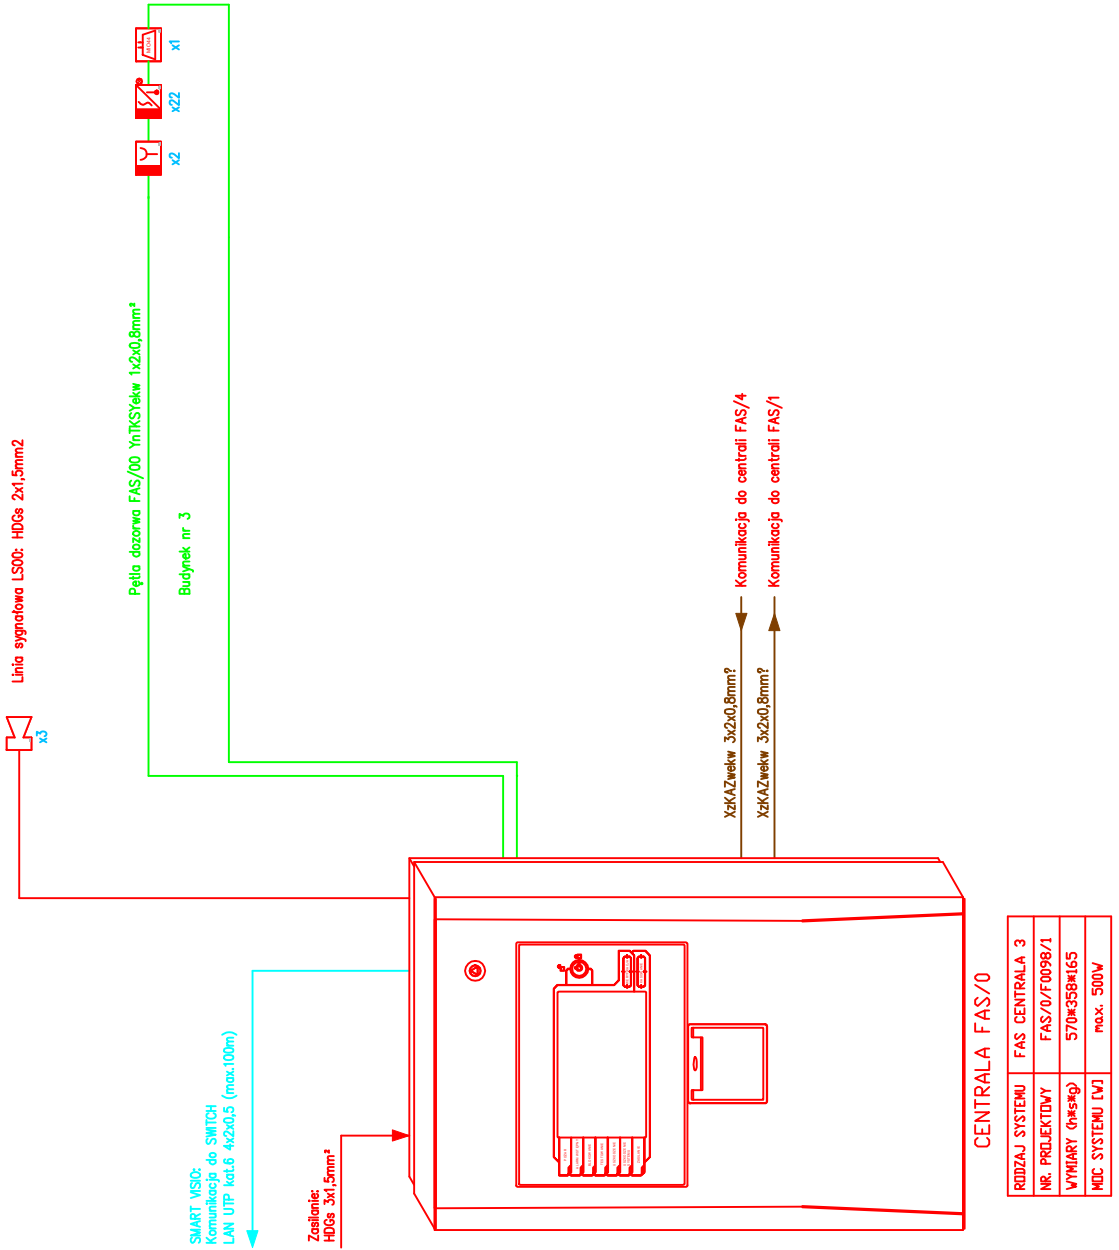 Linia sygnałowa LS00: HDGs 2x1,5mm2
x3
x1
x22
x2
Pętla dozorwa FAS/00 YnTKSYekw 1x2x0,8mm²
Budynek nr 3
Komunikacja do centrali FAS/4
Komunikacja do centrali FAS/1
XzKAZwekw 3x2x0,8mm?
XzKAZwekw 3x2x0,8mm?
SMART VISIO:
Komunikacja do SWITCH
LAN UTP kat.6 4x2x0,5 (max.100m)
Zasilanie:
HDGs 3x1,5mm²
CENTRALA FAS/0
RODZAJ SYSTEMU FAS CENTRALA 3
NR. PROJEKTOWY FAS/0/F0098/1
WYMIARY (h*s*g) 570*358*165
MOC SYSTEMU [W] max. 500W